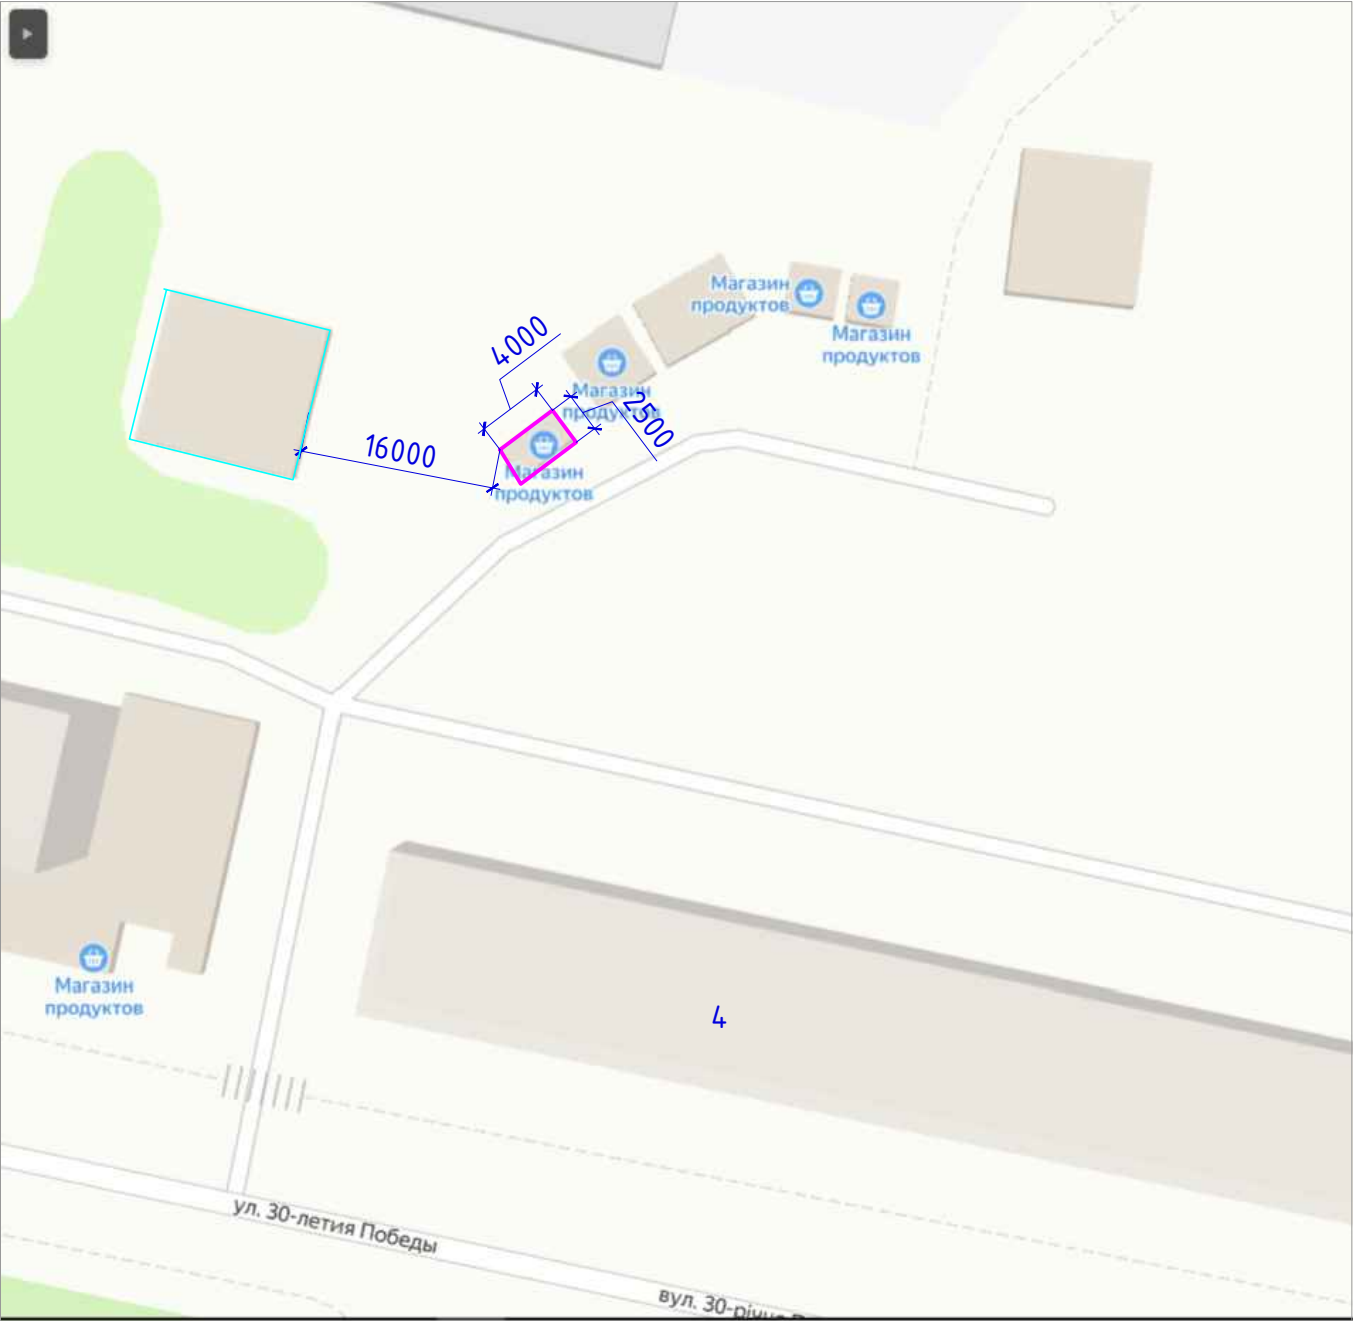 Магазин
продуктов
Магазин
продуктов
4000
Магазин
продуктов
2500
16000
Магазин
продуктов
Магазин
продуктов
4
ул. 30-летия Победы
вул. 30-річчя